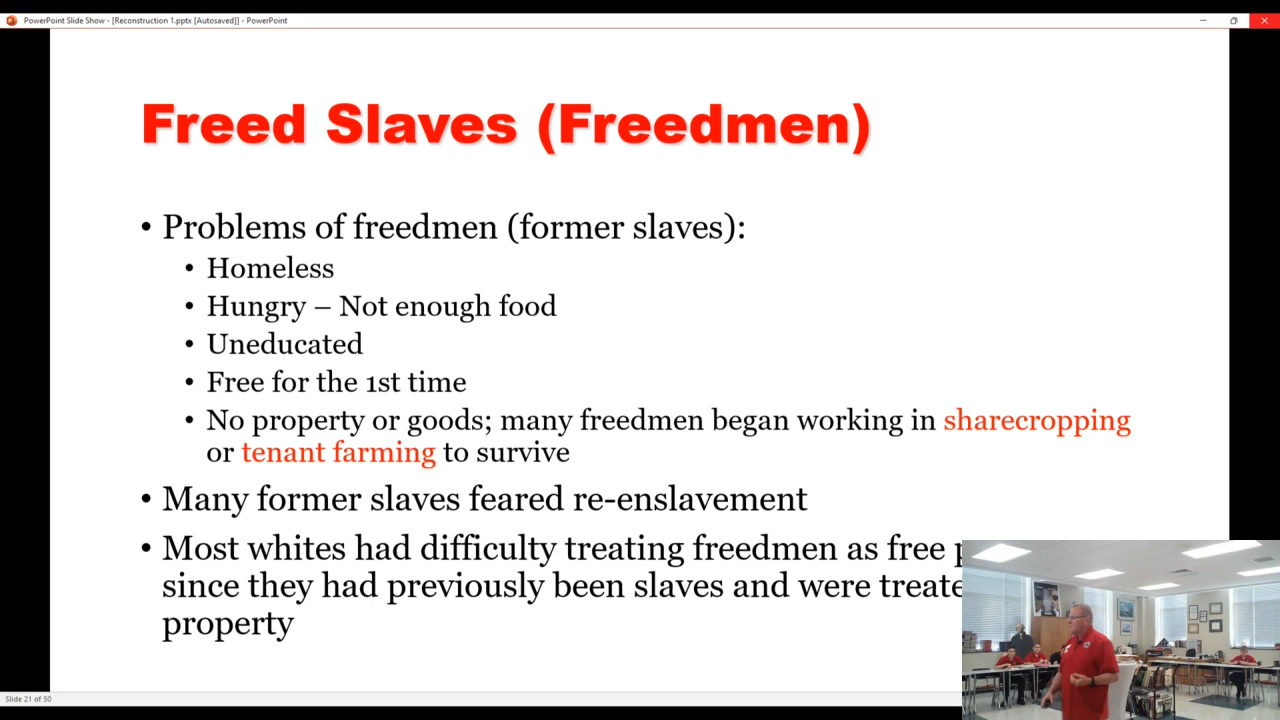 PowerPoint Slide Show - [Reconstruction 1.pptx [Autosaved]] - PowerPoint
Freed Slaves (Freedmen)
• Problems of freedmen (former slaves):
• Homeless
• Hungry – Not enough food
• Uneducated
• Free for the 1st time
• No property or goods; many freedmen began working in sharecropping
or tenant farming to survive
• Many former slaves feared re-enslavement
• Most whites had difficulty treating freedmen as free
since they had previously been slaves and were
property
Slide 21 of 50